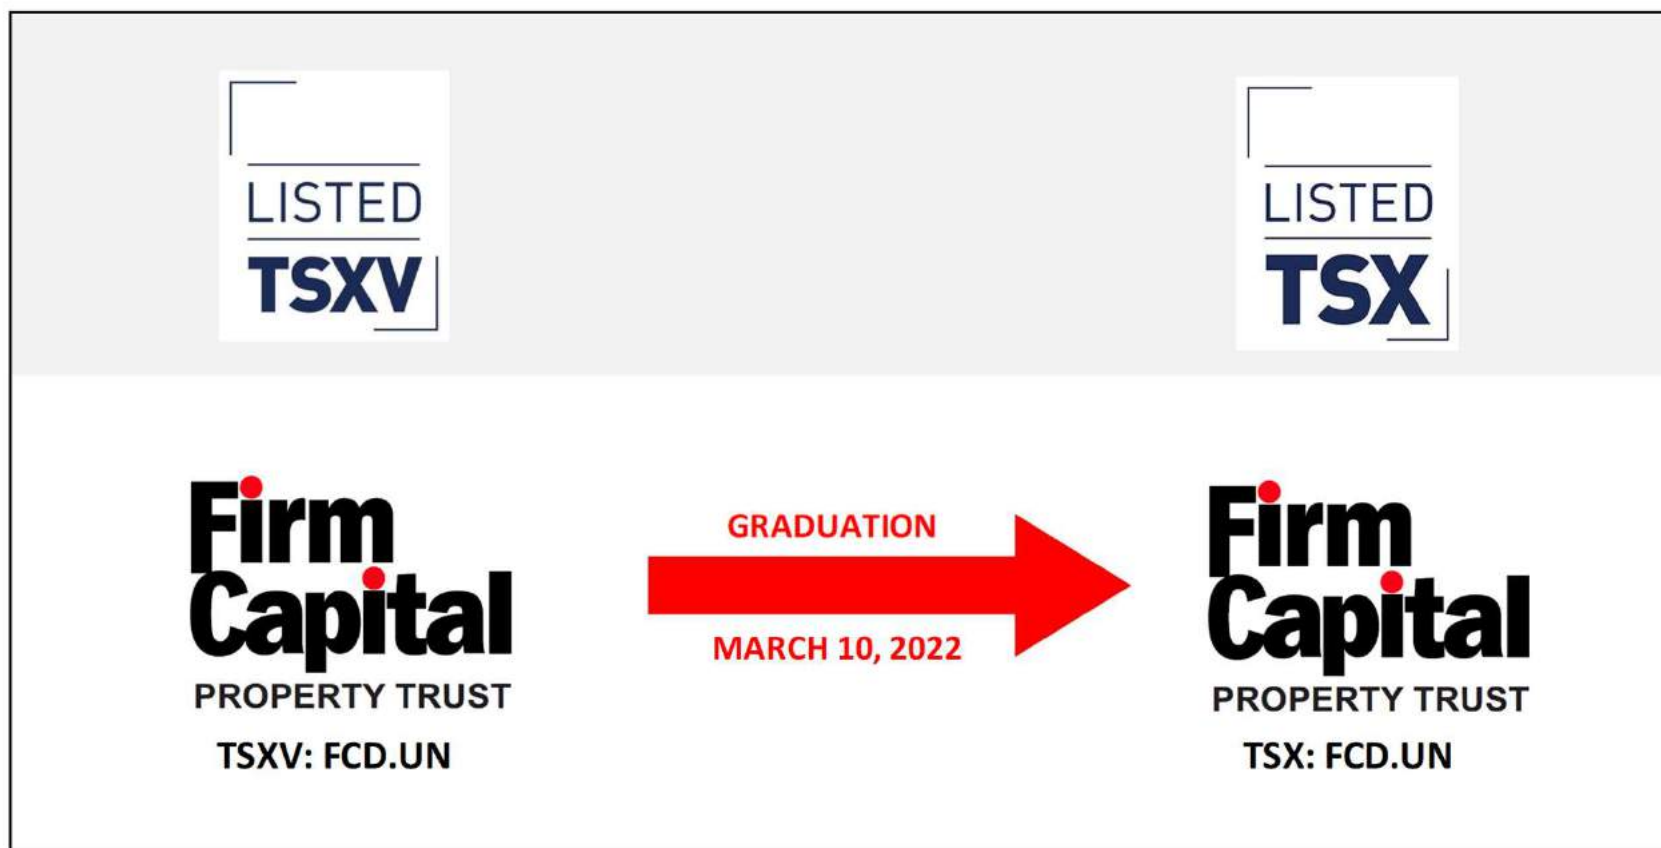 LISTED
TSXV
LISTED
TSX
Firm
Capital
PROPERTY TRUST
TSXV: FCD.UN
GRADUATION
MARCH 10, 2022
Firm
Capital
PROPERTY TRUST
TSX: FCD.UN